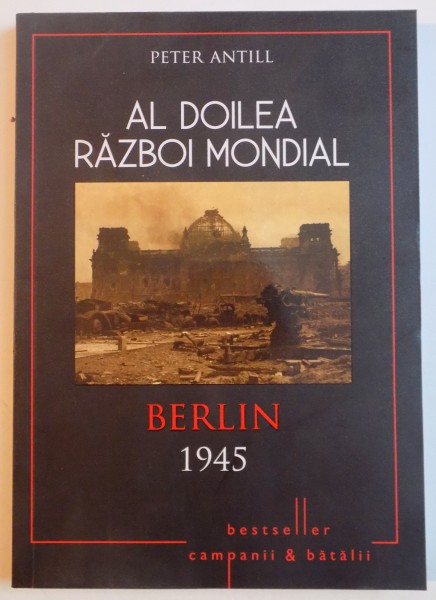 PETER ANTILL
AL DOILEA
RĂZBOI MONDIAL
BERLIN
1945
bestseller
campanii & bătălii